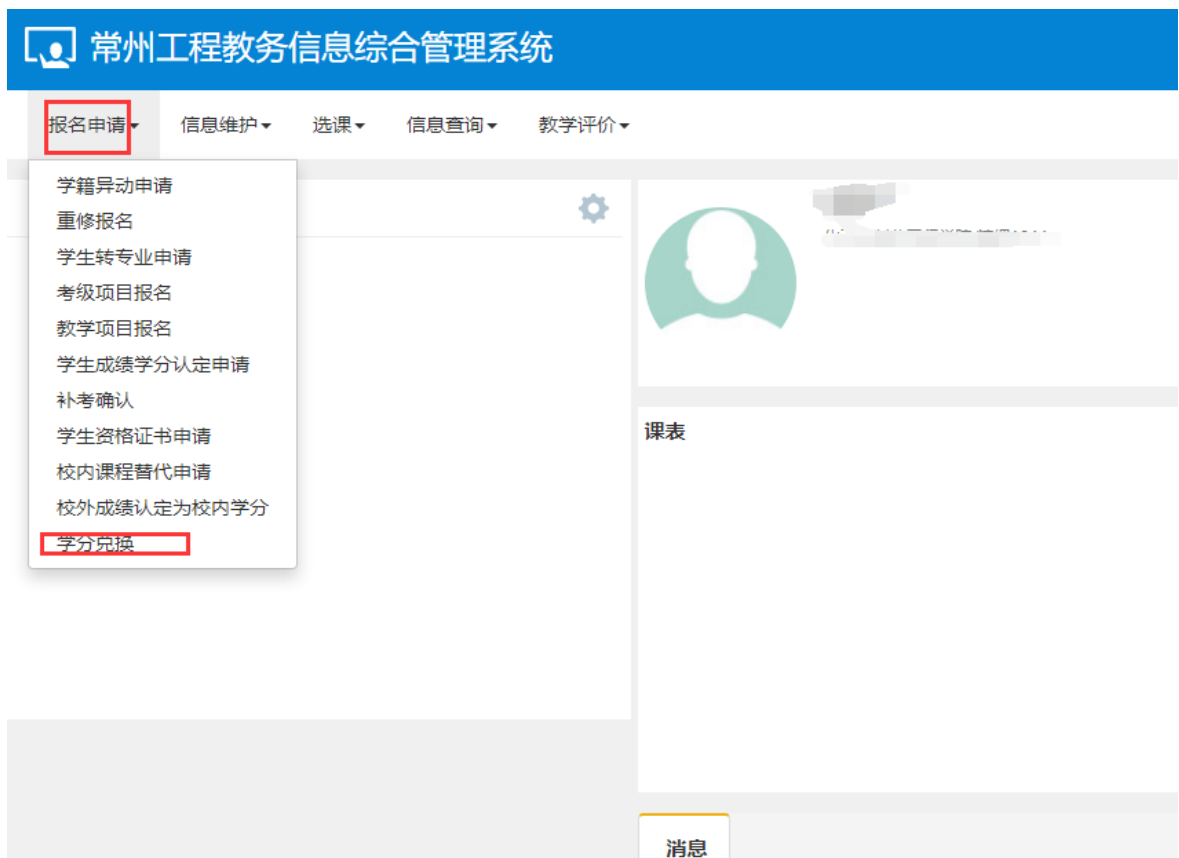 常州工程教务信息综合管理系统
报名申请 信息维护 选课 信息查询 教学评价
学籍异动申请
重修报名
学生转专业申请
考级项目报名
教学项目报名
学生成绩学分认定申请
补考确认
学生资格证书申请
校内课程替代申请
校外成绩认定为校内学分
学分兑换
课表
消息